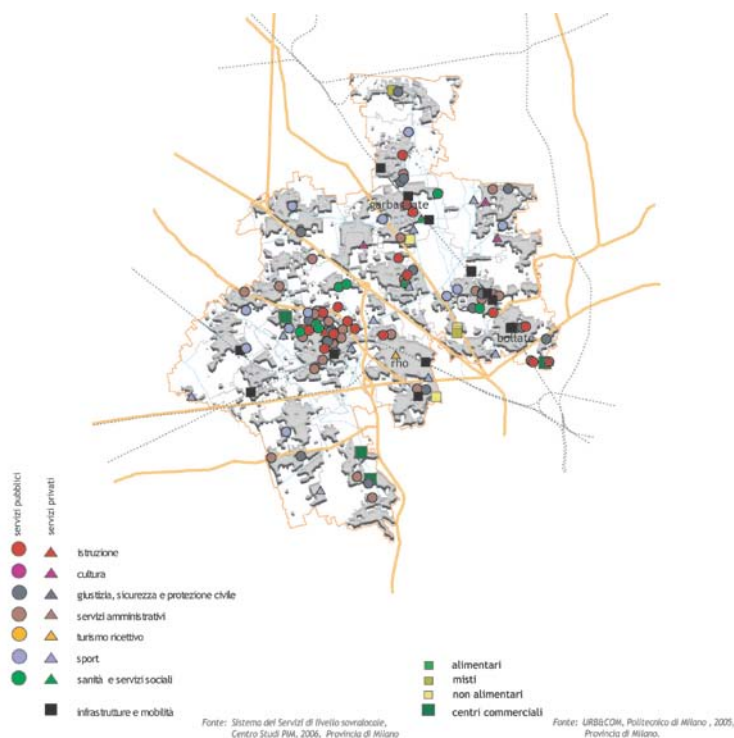 garbagnate
rho
bollate
servizi pubblici
servizi privati
istruzione
cultura
giustizia, sicurezza e protezione civile
servizi amministrativi
turismo ricettivo
sport
sanità e servizi sociali
infrastrutture e mobilità
alimentari
misti
non alimentari
centri commerciali
Fonte: Sistema dei Servizi di livello sovralocale,
Centro Studi PIM, 2006, Provincia di Milano
Fonte: URB&COM, Politecnico di Milano , 2005,
Provincia di Milano.